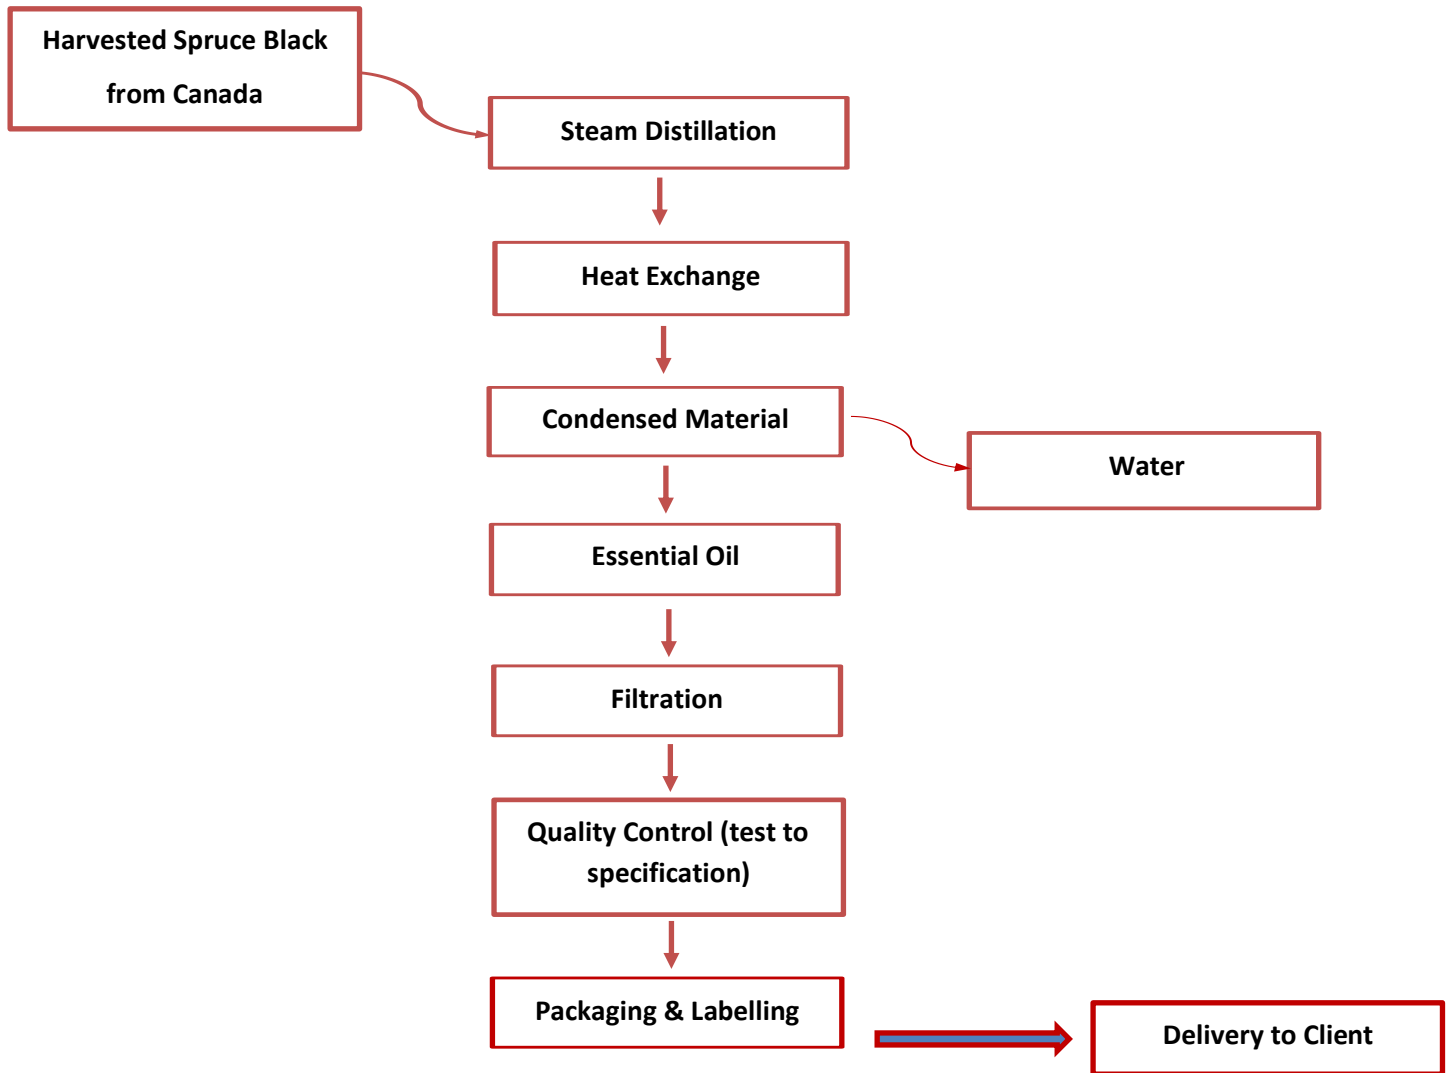 Harvested Spruce Black
from Canada
Steam Distillation
Heat Exchange
Condensed Material
Water
Essential Oil
Filtration
Quality Control (test to
specification)
Packaging & Labelling
Delivery to Client